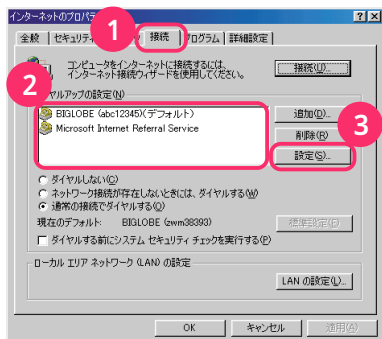 インターネットのプロパ
1
全般 セキュリティ 接続 プログラム 詳細設定
コンピュータをインターネットに接続するには、
インターネット接続ウィザードを使用してください。
接続(U)...
2
ヤルアップの設定(N)
BIGLOBE (abc12345)(デフォルト)
Microsoft Internet Referral Service
追加(D)...
3
削除(R)
設定(S)...
ダイヤルしない(C)
ネットワーク接続が存在しないときには、ダイヤルする(W)
通常の接続でダイヤルする(O)
現在のデフォルト: BIGLOBE (zwm38393)
標準設定(E)
ダイヤルする前にシステム セキュリティ チェックを実行する(P)
ローカル エリア ネットワーク (LAN) の設定
LAN の設定(L)...
OK キャンセル 適用(A)